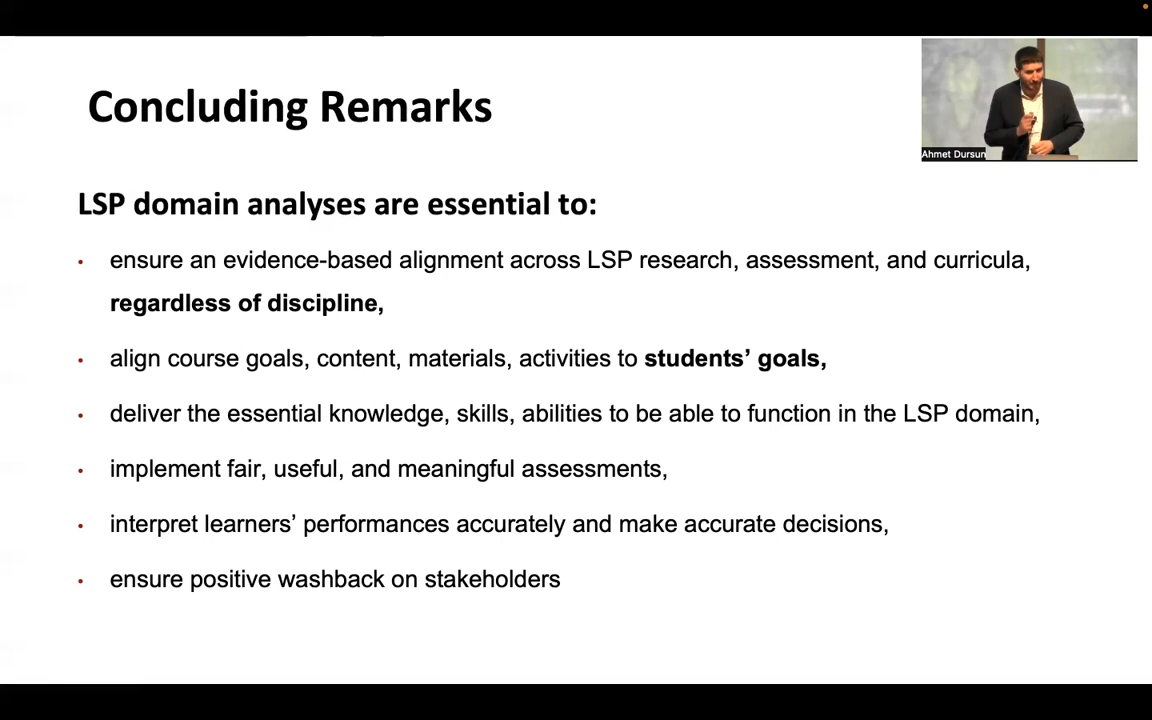 Concluding Remarks
Ahmet Dursun
LSP domain analyses are essential to:
• ensure an evidence-based alignment across LSP research, assessment, and curricula,
regardless of discipline,
• align course goals, content, materials, activities to students’ goals,
• deliver the essential knowledge, skills, abilities to be able to function in the LSP domain,
• implement fair, useful, and meaningful assessments,
• interpret learners’ performances accurately and make accurate decisions,
• ensure positive washback on stakeholders